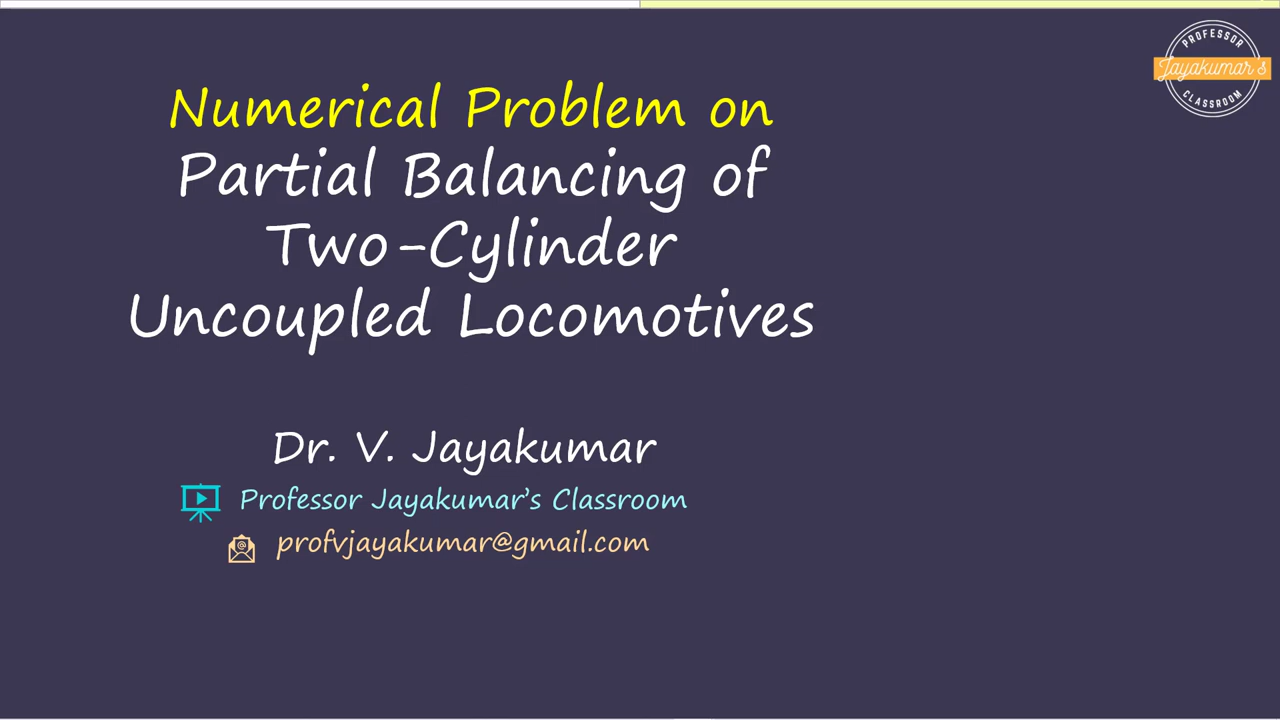 PROFESSOR
Jayakumar's
CLASSROOM
Numerical Problem on
Partial Balancing of
Two-Cylinder
Uncoupled Locomotives
Dr. V. Jayakumar
Professor Jayakumar’s Classroom
@
profvjayakumar@gmail.com